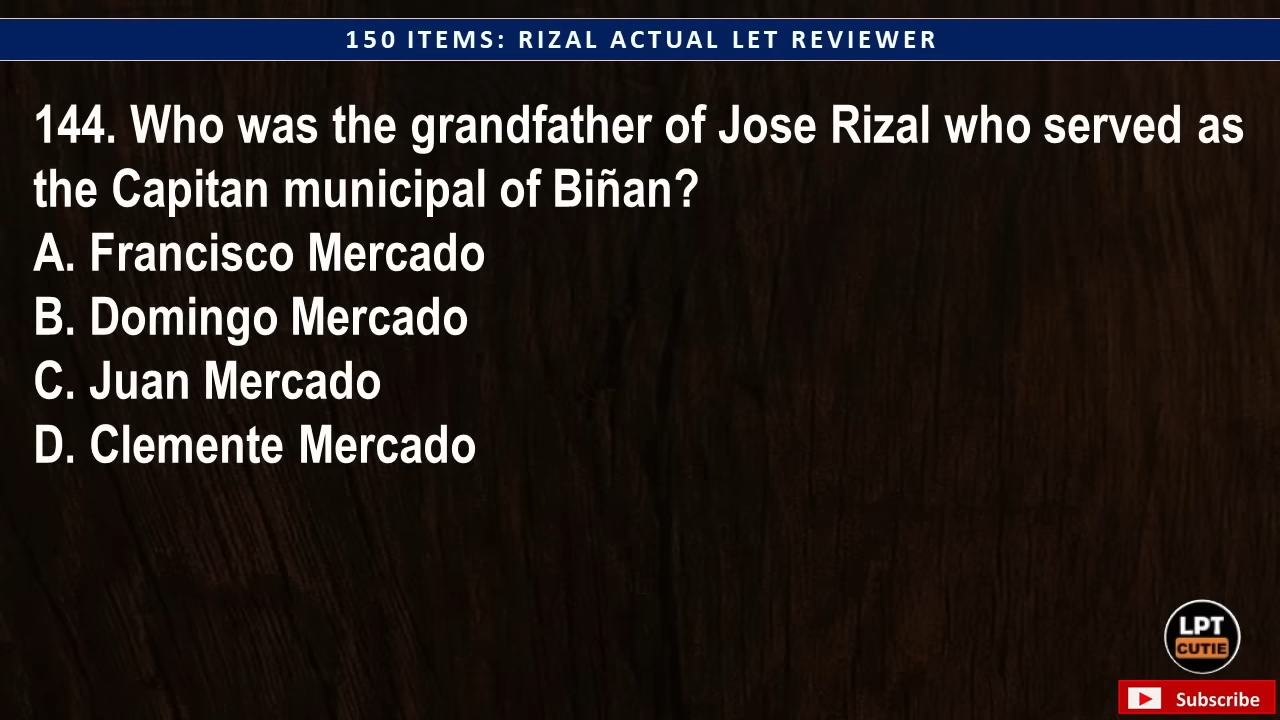 150 ITEMS: RIZAL ACTUAL LET REVIEWER
144. Who was the grandfather of Jose Rizal who served as
the Capitan municipal of Biñan?
A. Francisco Mercado
B. Domingo Mercado
C. Juan Mercado
D. Clemente Mercado
LPT
CUTIE
Subscribe